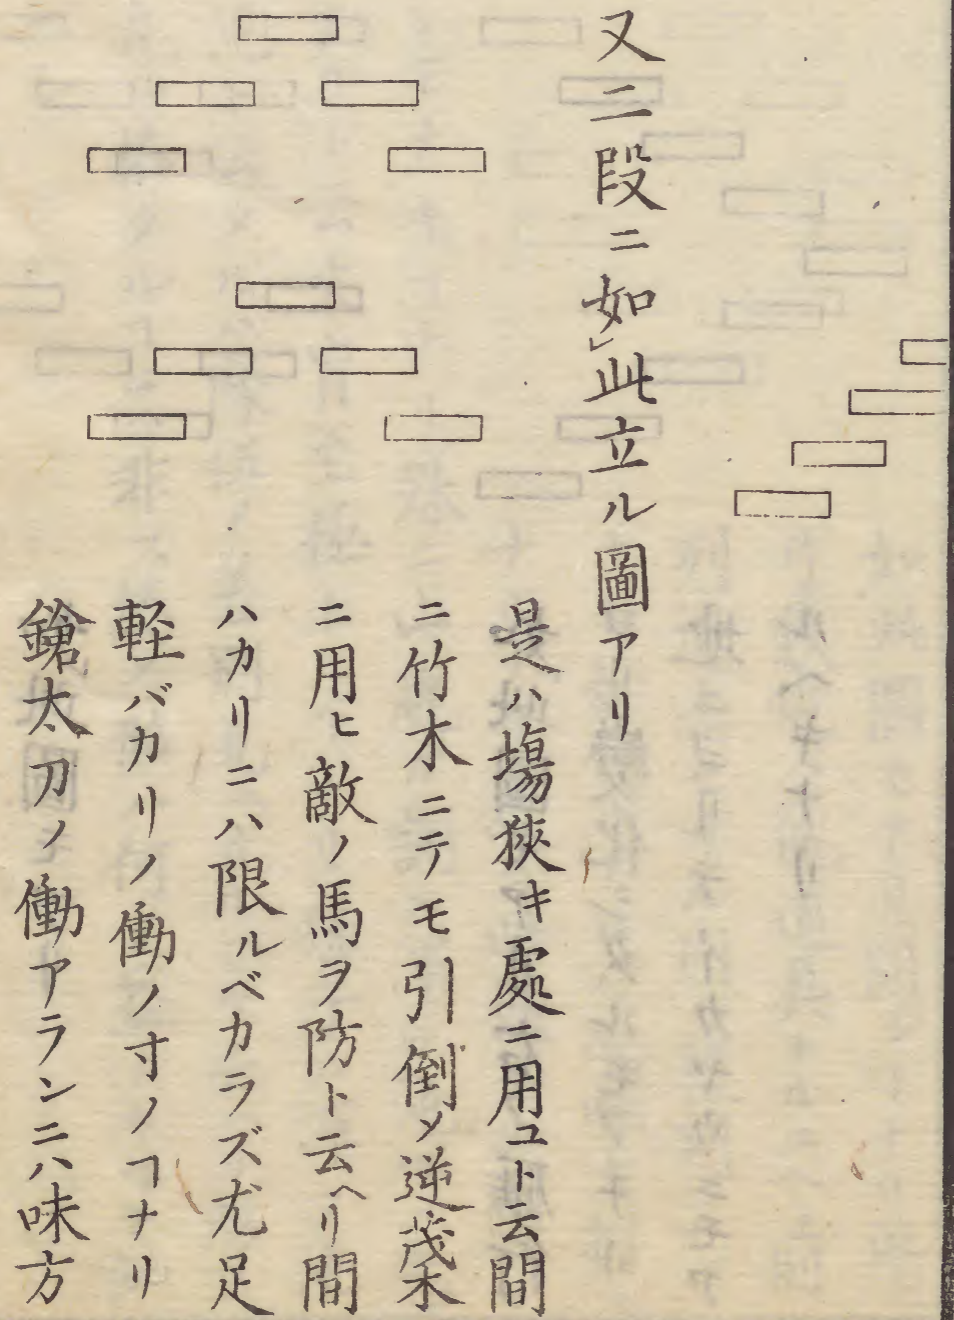 又二段ニ如㆑此立ル圖アリ
是ハ塲狹キ處ニ用ユト云間
ニ竹木ニテモ引倒ソ逆茂木
ニ用ヒ敵ノ馬ヲ防ト云ヘリ間
ハカリニハ限ルベカラズ尤足
軽バカリノ働ノ寸ノヿナリ
鎗太刀ノ働アランニハ味方